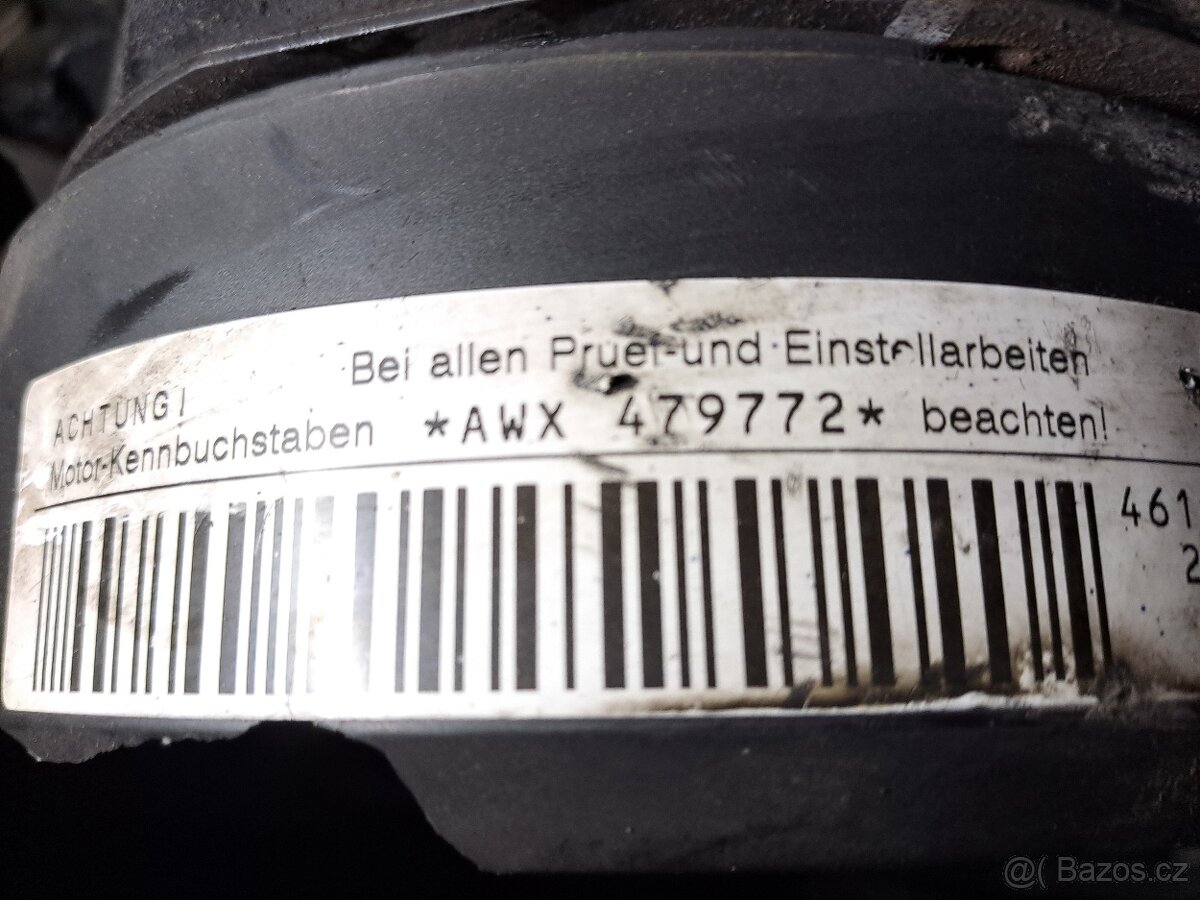 ACHTUNG! Bei allen Pruef-und Einstellarbeiten
Motor-Kennbuchstaben *AWX 479772* beachten!
461
2
@( Bazos.cz